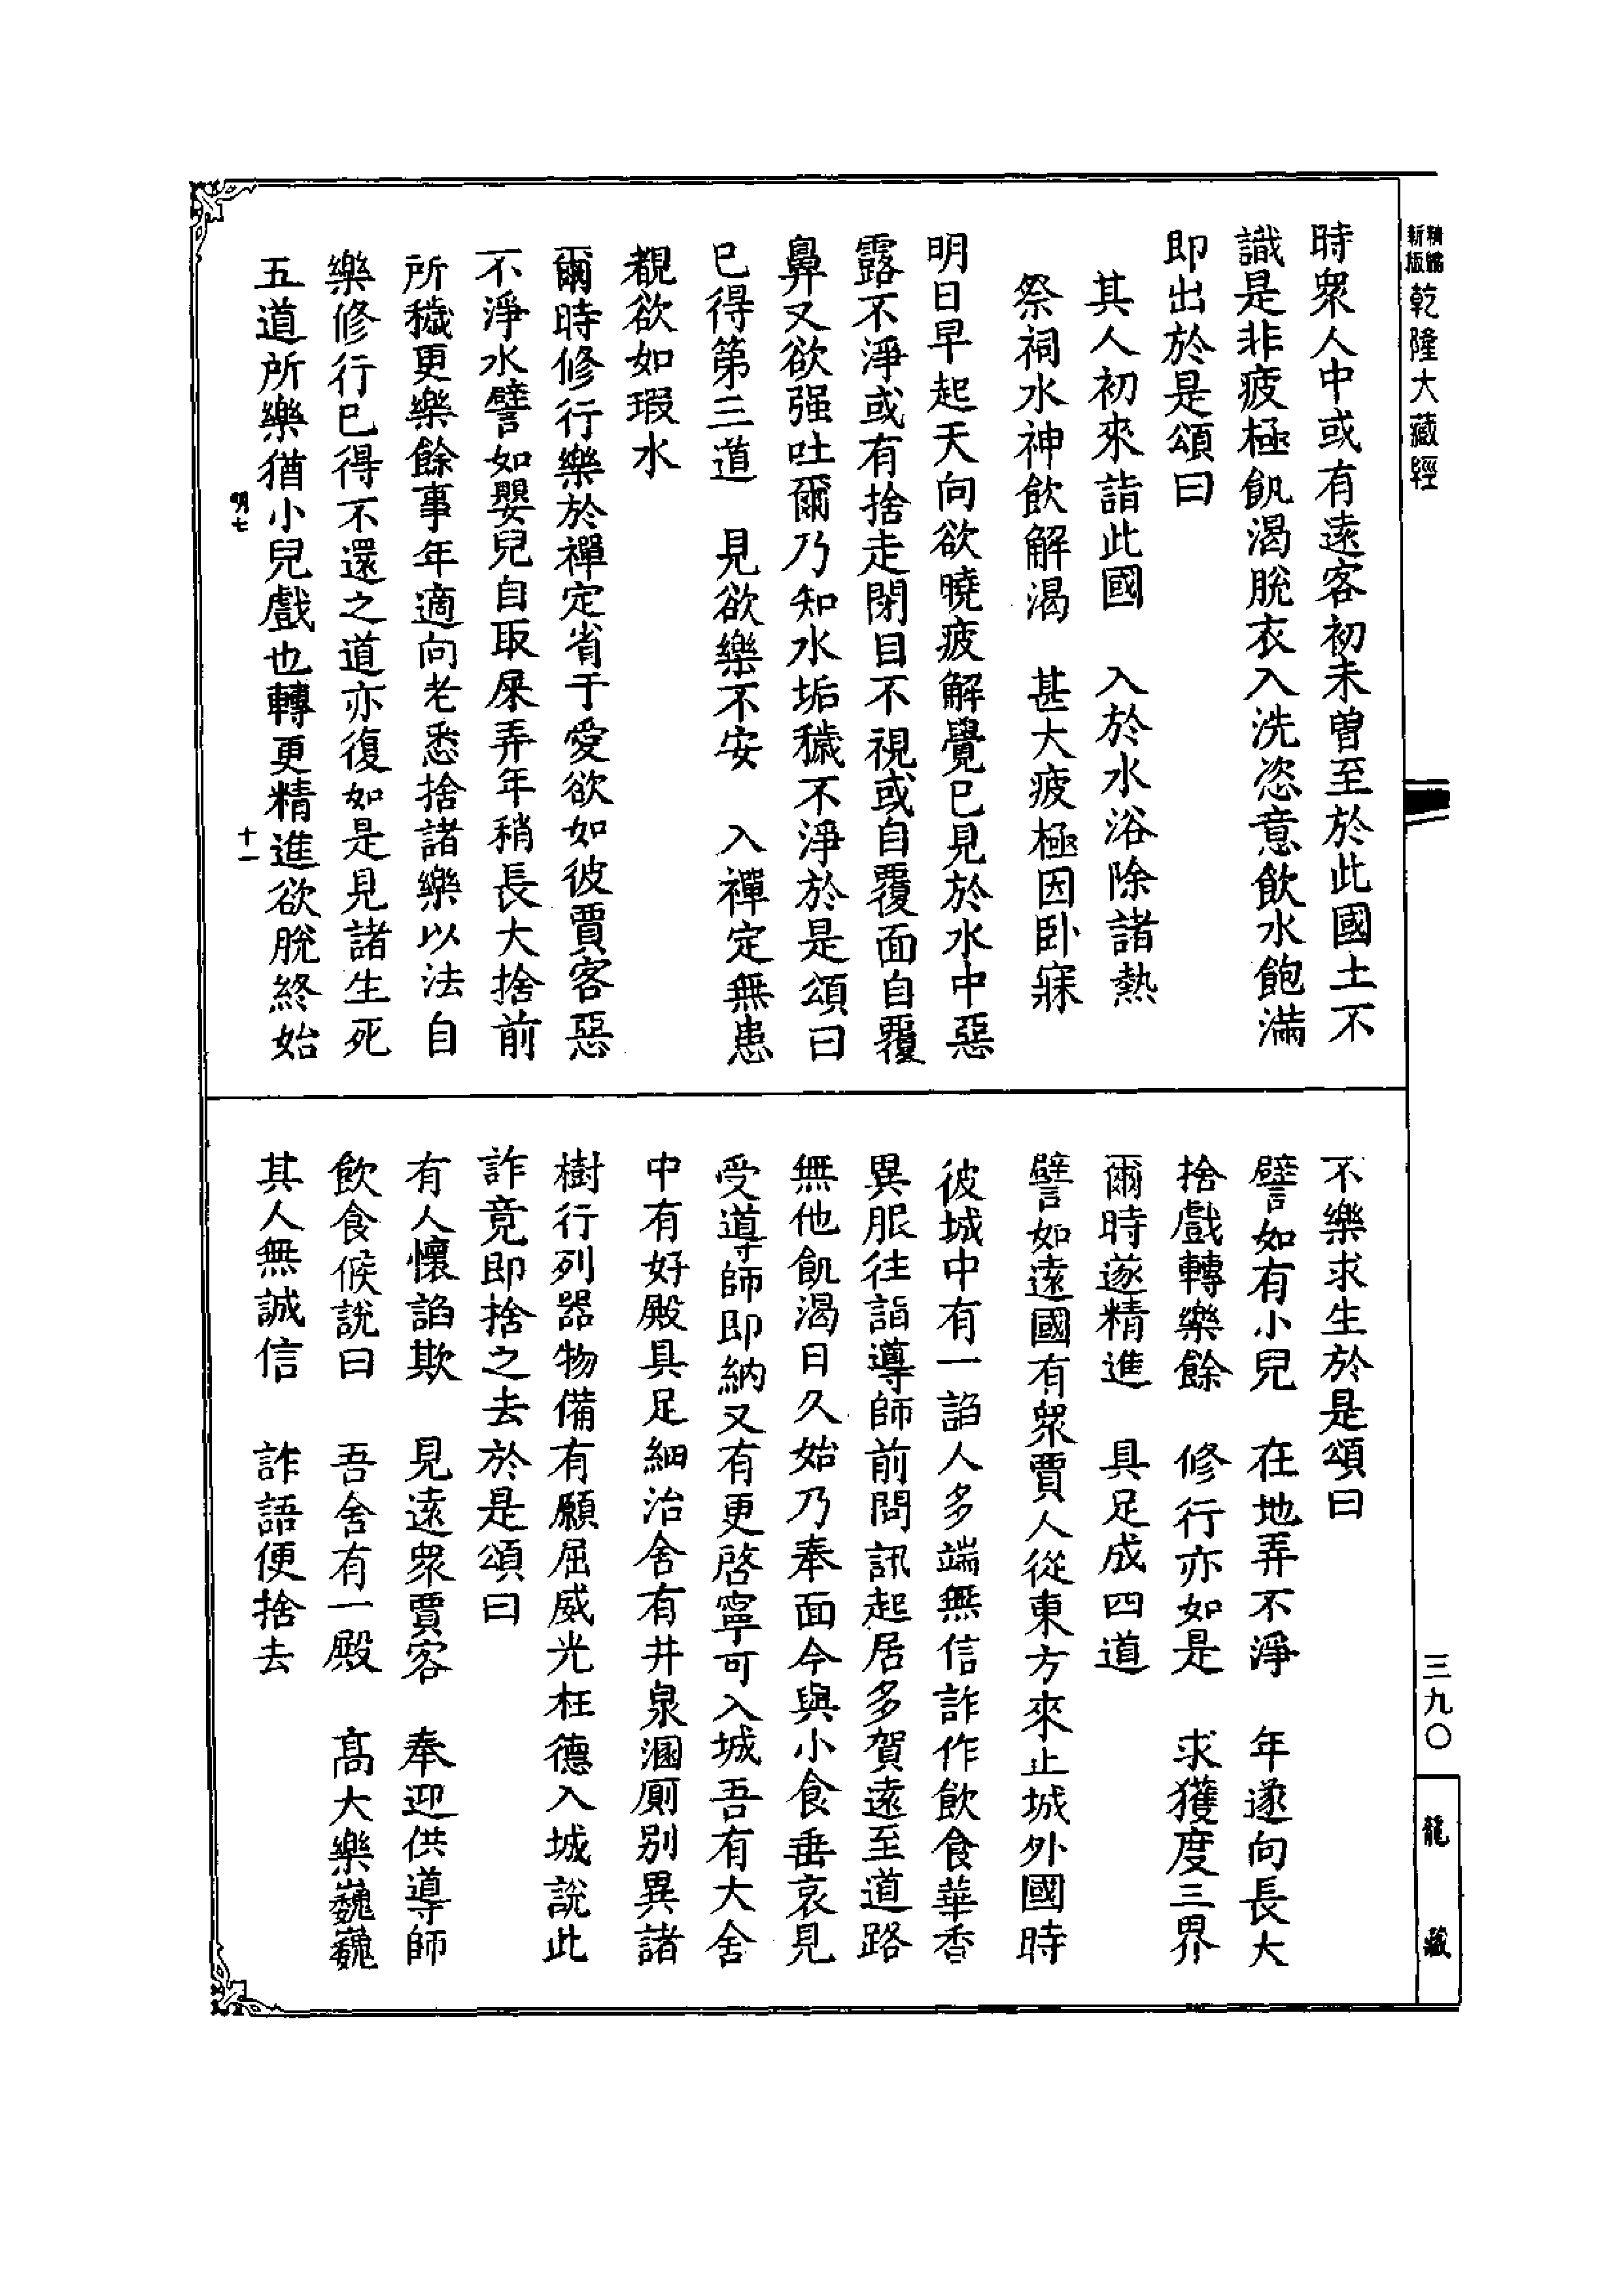 精編
新版
乾隆大藏經
時衆人中或有遠客初未曽至於此國土不
識是非疲極飢渴脫衣入洗恣意飲水飽滿
即出於是頌曰
其人初來詣此國　入於水浴除諸熱
祭祠水神飲解渴　甚大疲極因臥寐
明日早起天向欲曉疲解覺已見於水中惡
露不淨或有捨走閉目不視或自覆面自覆
鼻又欲强吐爾乃知水垢穢不淨於是頌曰
已得第三道　見欲樂不安　入禪定無患
覩欲如瑕水
爾時修行樂於禪定省于愛欲如彼賈客惡
不淨水譬如嬰兒自取屎弄年稍長大捨前
所穢更樂餘事年適向老悉捨諸樂以法自
樂修行已得不還之道亦復如是見諸生死
五道所樂猶小兒戲也轉更精進欲脫終始
明七
十一
不樂求生於是頌曰
譬如有小兒　在地弄不淨　年遂向長大
捨戲轉樂餘　修行亦如是　求獲度三界
爾時遂精進　具足成四道
譬如遠國有衆賈人從東方來止城外國時
彼城中有一諂人多端無信詐作飲食華香
異服往詣導師前問訊起居多賀遠至道路
無他飢渴日久始乃奉面今與小食垂哀見
受導師即納又有更啓寧可入城吾有大舍
中有好殿具足細治舍有井泉溷廁別異諸
樹行列器物備有願屈威光枉德入城說此
詐竟即捨之去於是頌曰
有人懷諂欺　見遠衆賈客　奉迎供導師
飲食候說曰　吾舍有一殿　髙大樂巍巍
其人無誠信　詐語便捨去
三九〇
龍藏